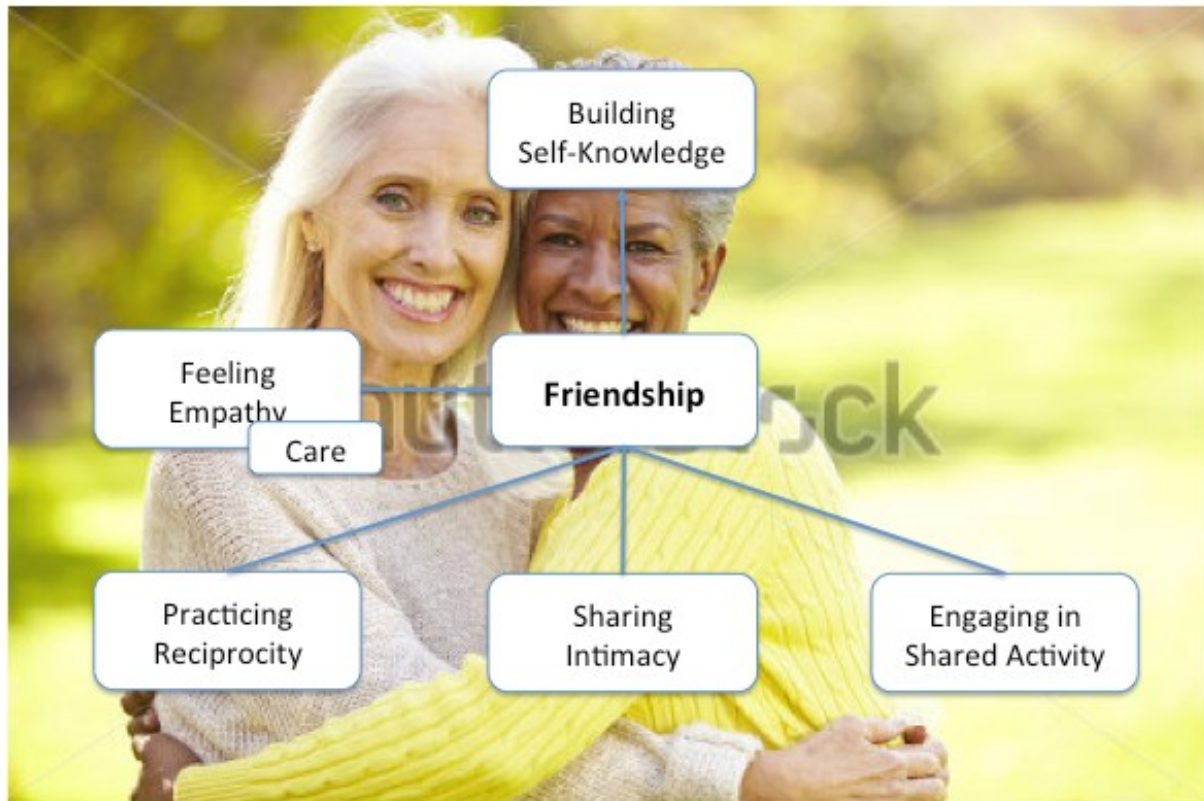 Building
Self-Knowledge
Feeling
Empathy
Care
Friendship
Practicing
Reciprocity
Sharing
Intimacy
Engaging in
Shared Activity